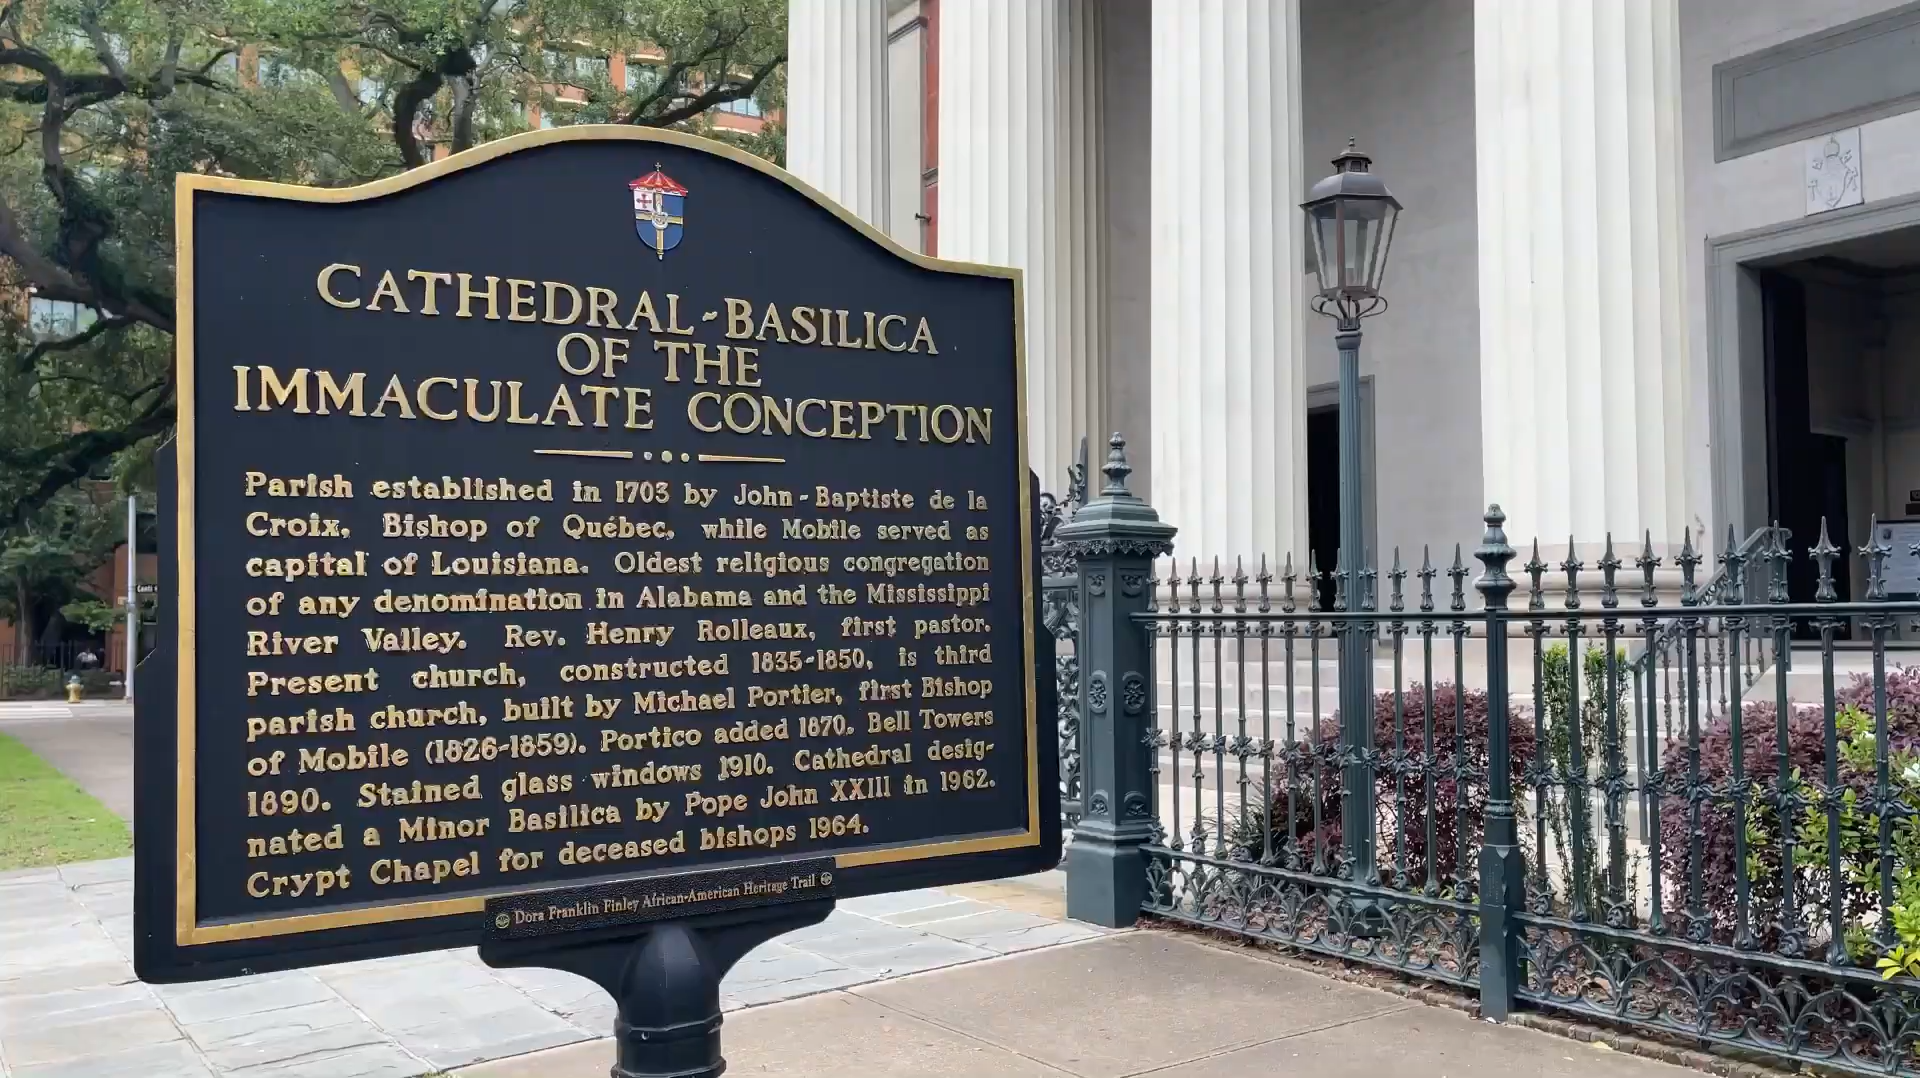 CATHEDRAL-BASILICA
OF THE
IMMACULATE CONCEPTION
Parish established in 1703 by John-Baptiste de la
Croix, Bishop of Québec, while Mobile served as
capital of Louisiana. Oldest religious congregation
of any denomination in Alabama and the Mississippi
River Valley. Rev. Henry Rolleaux, first pastor.
Present church, constructed 1835-1850, is third
parish church, built by Michael Portier, first Bishop
of Mobile (1826-1859). Portico added 1870. Bell Towers
1890. Stained glass windows 1910. Cathedral desig-
nated a Minor Basilica by Pope John XXIII in 1962.
Crypt Chapel for deceased bishops 1964.
Dora Franklin Finley African-American Heritage Trail